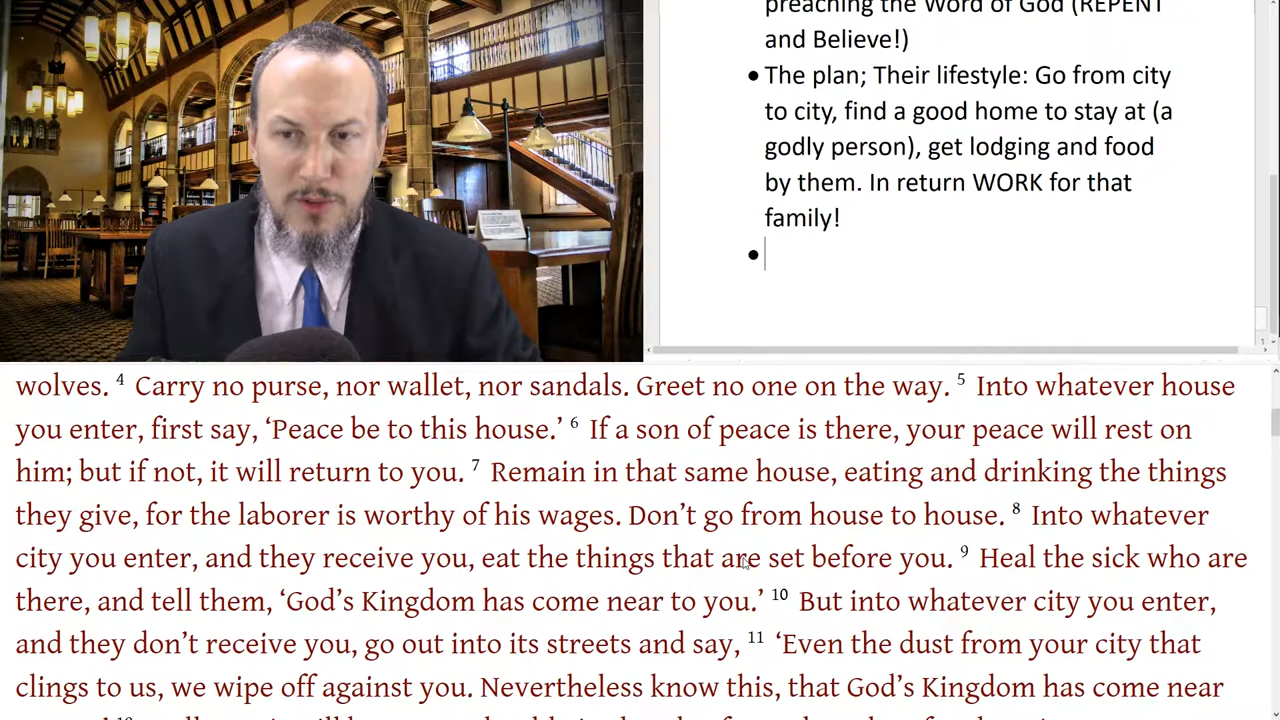 preaching the Word of God (REPENT
and Believe!)
• The plan; Their lifestyle: Go from city
to city, find a good home to stay at (a
godly person), get lodging and food
by them. In return WORK for that
family!
•
wolves. 4 Carry no purse, nor wallet, nor sandals. Greet no one on the way. 5 Into whatever house
you enter, first say, ‘Peace be to this house.’ 6 If a son of peace is there, your peace will rest on
him; but if not, it will return to you. 7 Remain in that same house, eating and drinking the things
they give, for the laborer is worthy of his wages. Don’t go from house to house. 8 Into whatever
city you enter, and they receive you, eat the things that are set before you. 9 Heal the sick who are
there, and tell them, ‘God’s Kingdom has come near to you.’ 10 But into whatever city you enter,
and they don’t receive you, go out into its streets and say, 11 ‘Even the dust from your city that
clings to us, we wipe off against you. Nevertheless know this, that God’s Kingdom has come near